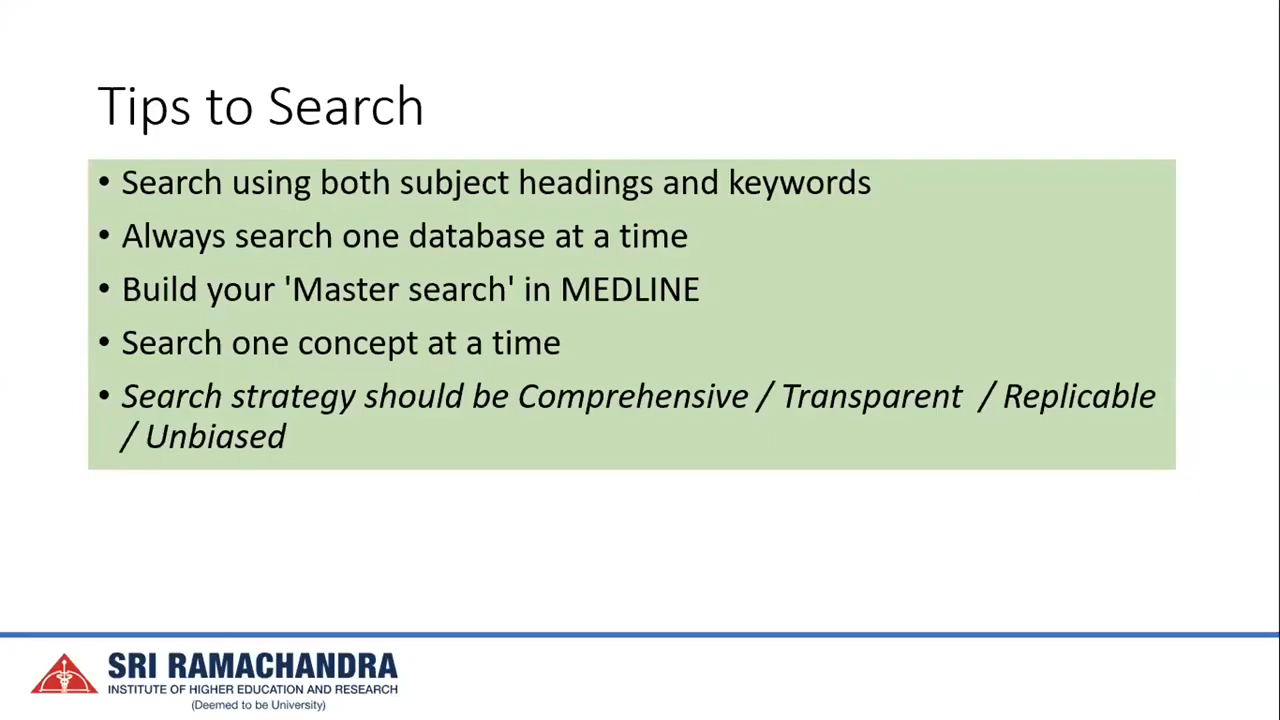 Tips to Search
• Search using both subject headings and keywords
• Always search one database at a time
• Build your 'Master search' in MEDLINE
• Search one concept at a time
• Search strategy should be Comprehensive / Transparent  / Replicable
/ Unbiased
SRI RAMACHANDRA
INSTITUTE OF HIGHER EDUCATION AND RESEARCH
(Deemed to be University)